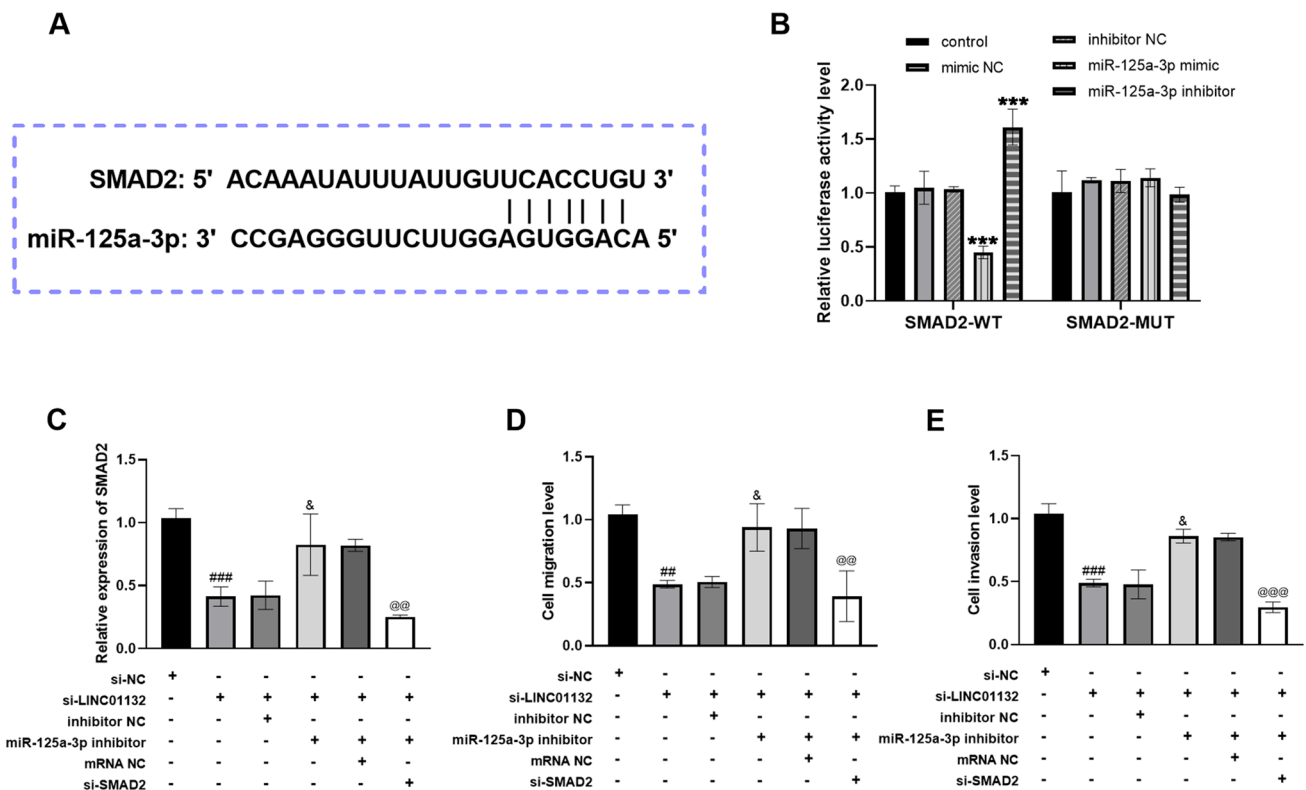 A
SMAD2: 5' ACAAAUAUUUAUUGUUCACCUGU 3'
miR-125a-3p: 3' CCGAGGGUUCUUGGAGUGGACA 5'
B
control
mimic NC
inhibitor NC
miR-125a-3p mimic
miR-125a-3p inhibitor
Relative luciferase activity level
2.0
1.5
1.0
0.5
0.0
***
***
SMAD2-WT SMAD2-MUT
C
Relative expression of SMAD2
1.5
1.0
0.5
0.0
###
&
@@
si-NC + - - - - -
si-LINC01132 - + + + + +
inhibitor NC - - + - - -
miR-125a-3p inhibitor - - - + + +
mRNA NC - - - - + -
si-SMAD2 - - - - - +
D
Cell migration level
1.5
1.0
0.5
0.0
##
&
@@
si-NC + - - - - -
si-LINC01132 - + + + + +
inhibitor NC - - + - - -
miR-125a-3p inhibitor - - - + + +
mRNA NC - - - - + -
si-SMAD2 - - - - - +
E
Cell invasion level
1.5
1.0
0.5
0.0
###
&
@@@
si-NC + - - - - -
si-LINC01132 - + + + + +
inhibitor NC - - + - - -
miR-125a-3p inhibitor - - - + + +
mRNA NC - - - - + -
si-SMAD2 - - - - - +